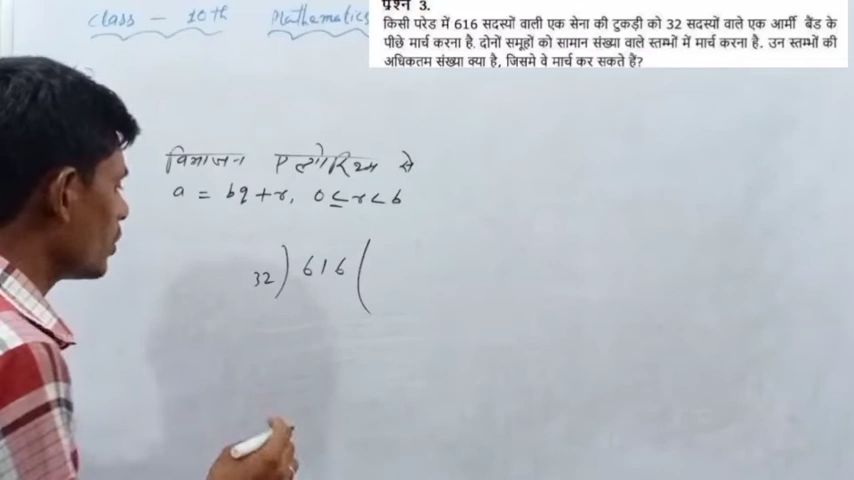 Class - 10th Mathematics
प्रश्न 3.
किसी परेड में 616 सदस्यों वाली एक सेना की टुकड़ी को 32 सदस्यों वाले एक आर्मी बैंड के
पीछे मार्च करना है. दोनों समूहों को सामान संख्या वाले स्तम्भों में मार्च करना है. उन स्तम्भों की
अधिकतम संख्या क्या है, जिसमे वे मार्च कर सकते हैं?
विभाजन एल्गोरिथ्म से
a = bq + r, 0 ≤ r < b
32 ) 616 (